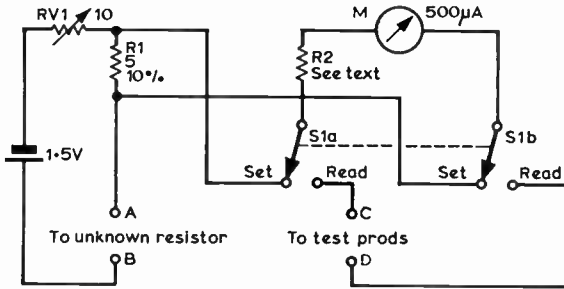 RV1 10
M 500µA
R1
5
10%
R2
See text
S1a
S1b
1·5V
Set Read
Set Read
A
C
To unknown resistor
To test prods
B
D